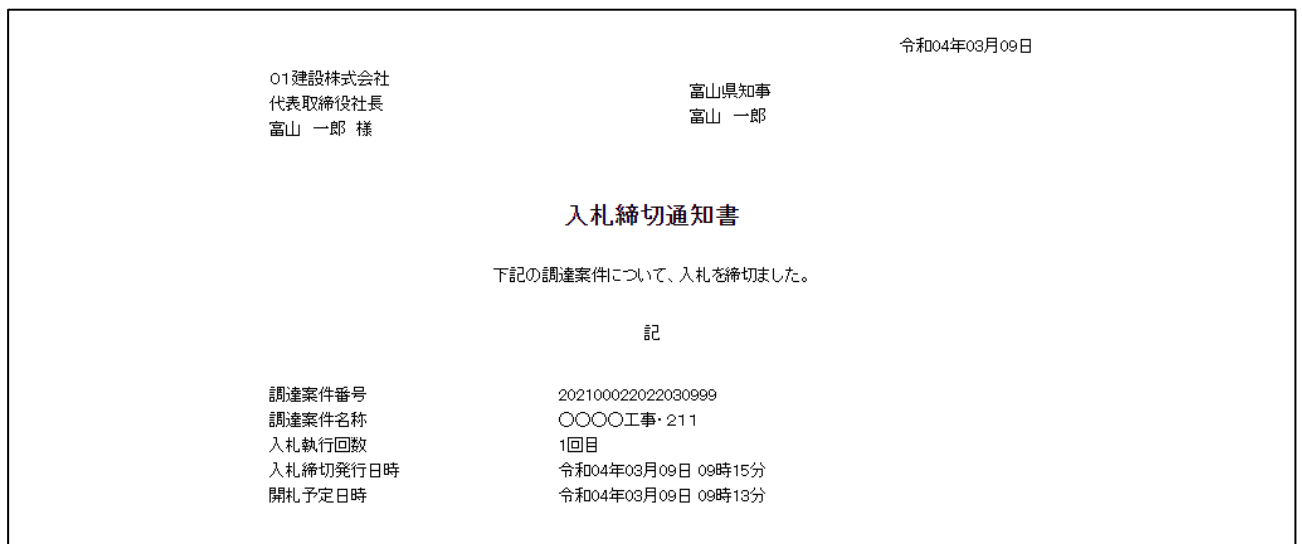 令和04年03月09日
01建設株式会社
代表取締役社長
富山 一郎 様
富山県知事
富山 一郎
入札締切通知書
下記の調達案件について、入札を締切ました。
記
調達案件番号 202100022022030999
調達案件名称 〇〇〇〇工事・211
入札執行回数 1回目
入札締切発行日時 令和04年03月09日 09時15分
開札予定日時 令和04年03月09日 09時13分